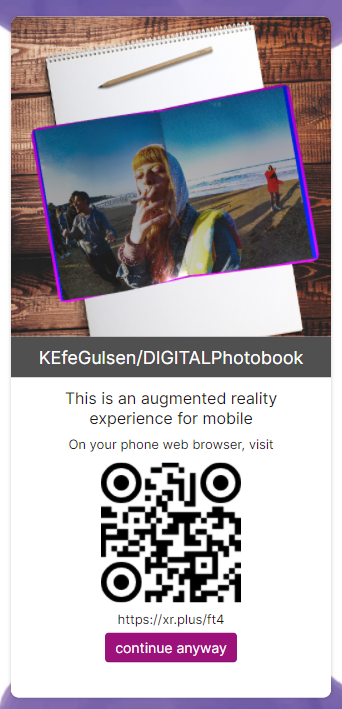 KEfeGulsen/DIGITALPhotobook
This is an augmented reality
experience for mobile
On your phone web browser, visit
https://xr.plus/ft4
continue anyway